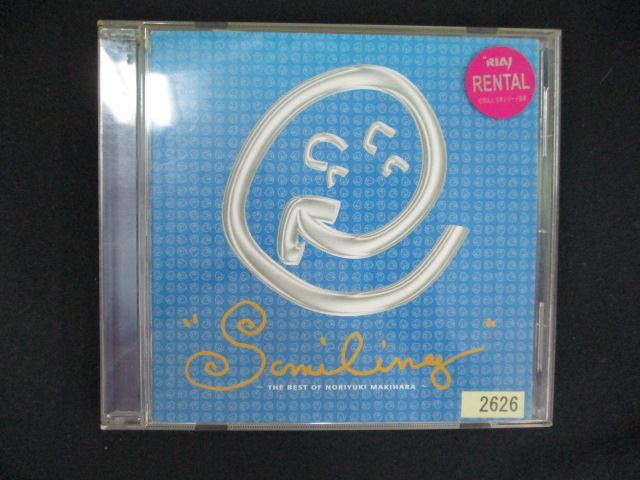 RIAJ
RENTAL
"Smiling"
~ THE BEST OF NORIYUKI MAKIHARA ~
2626